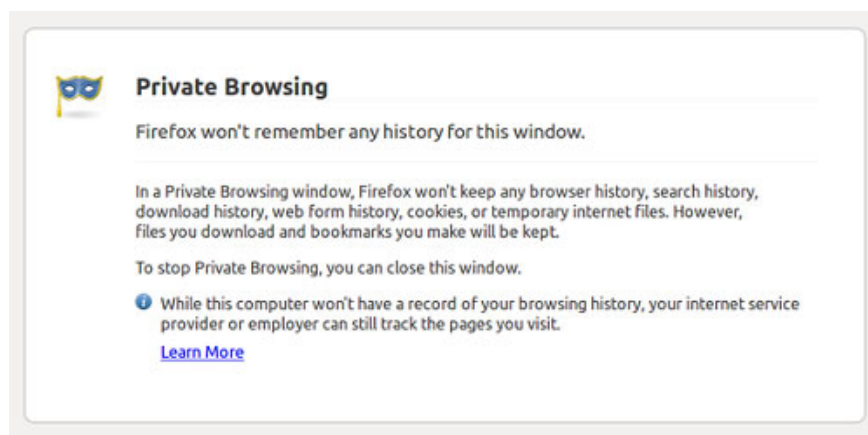 Private Browsing
Firefox won't remember any history for this window.
In a Private Browsing window, Firefox won't keep any browser history, search history,
download history, web form history, cookies, or temporary internet files. However,
files you download and bookmarks you make will be kept.
To stop Private Browsing, you can close this window.
While this computer won't have a record of your browsing history, your internet service
provider or employer can still track the pages you visit.
Learn More